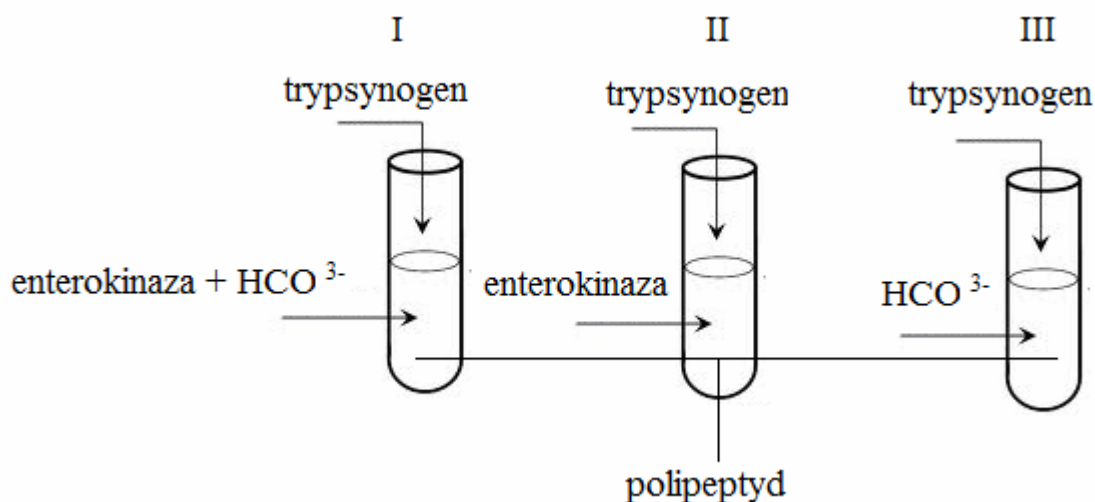 I II III
trypsynogen trypsynogen trypsynogen
enterokinaza + HCO ³⁻ enterokinaza HCO ³⁻
polipeptyd